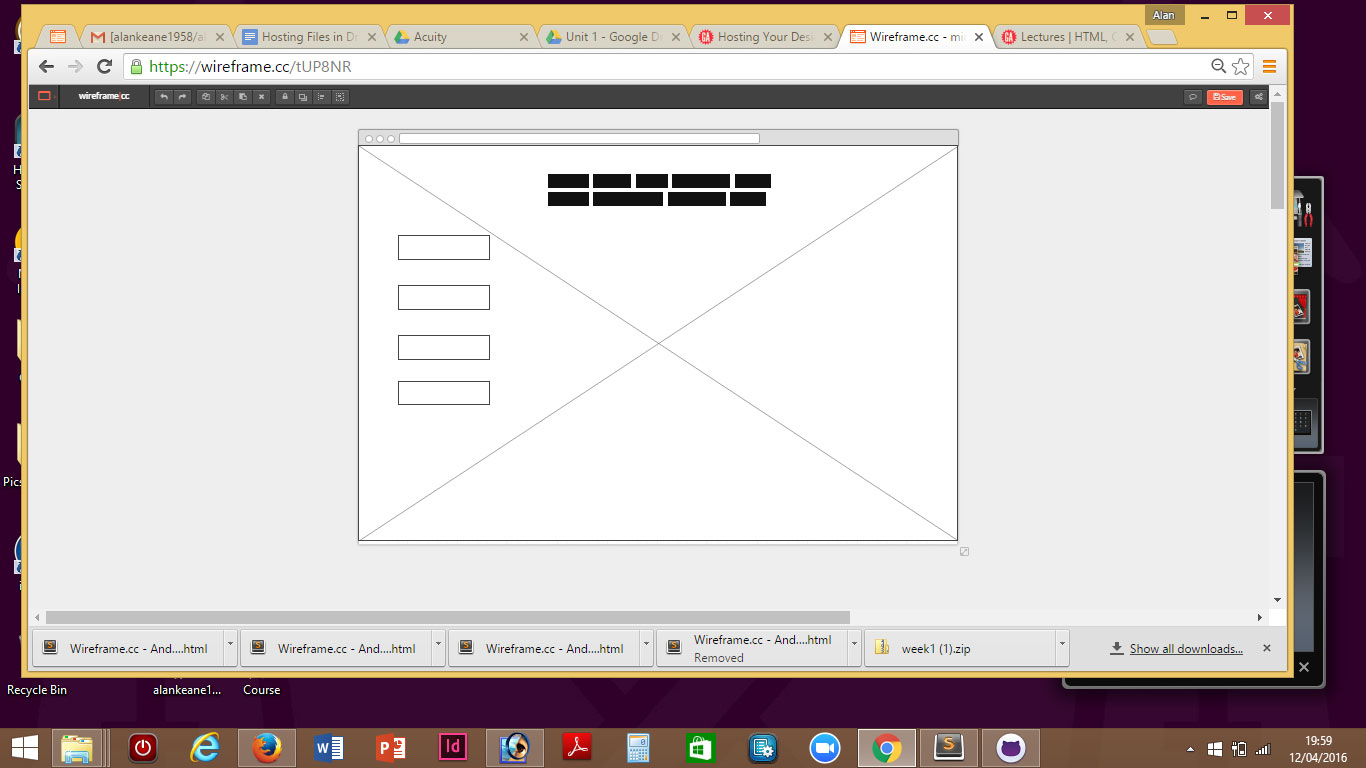 Alan
[alankeane1958/al
Hosting Files in Dr
Acuity
Unit 1 - Google Dr
Hosting Your Desk
Wireframe.cc - mi
Lectures | HTML, C
https://wireframe.cc/tUP8NR
wireframe|cc
Save
Wireframe.cc - And....html
Wireframe.cc - And....html
Wireframe.cc - And....html
Wireframe.cc - And....html
Removed
week1 (1).zip
Show all downloads...
Pics
Recycle Bin
alankeane1...
Course
19:59
12/04/2016